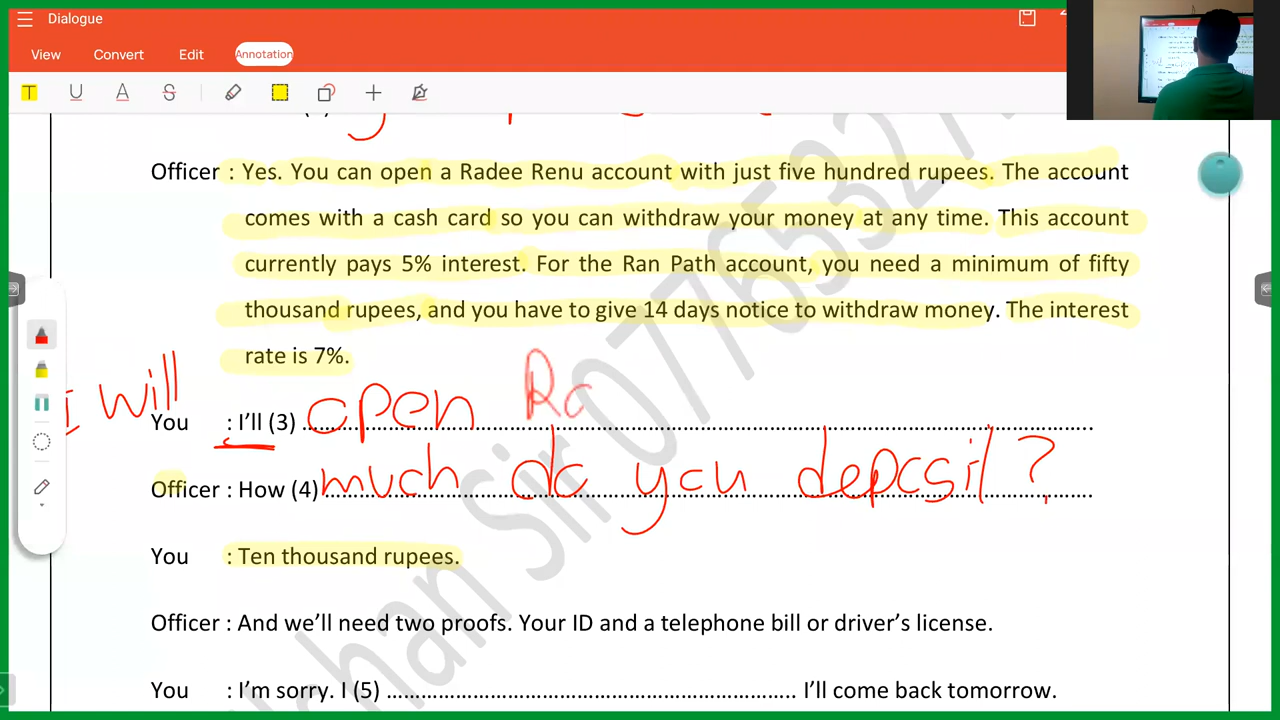 Dialogue
View Convert Edit Annotation
T U A S
Officer : Yes. You can open a Radee Renu account with just five hundred rupees. The account
comes with a cash card so you can withdraw your money at any time. This account
currently pays 5% interest. For the Ran Path account, you need a minimum of fifty
thousand rupees, and you have to give 14 days notice to withdraw money. The interest
rate is 7%.
I will
You : I'll (3) open Ra
Officer : How (4) much do you deposit?
You : Ten thousand rupees.
Officer : And we'll need two proofs. Your ID and a telephone bill or driver's license.
You : I'm sorry. I (5) ........................................ I'll come back tomorrow.
han Sir 07765327